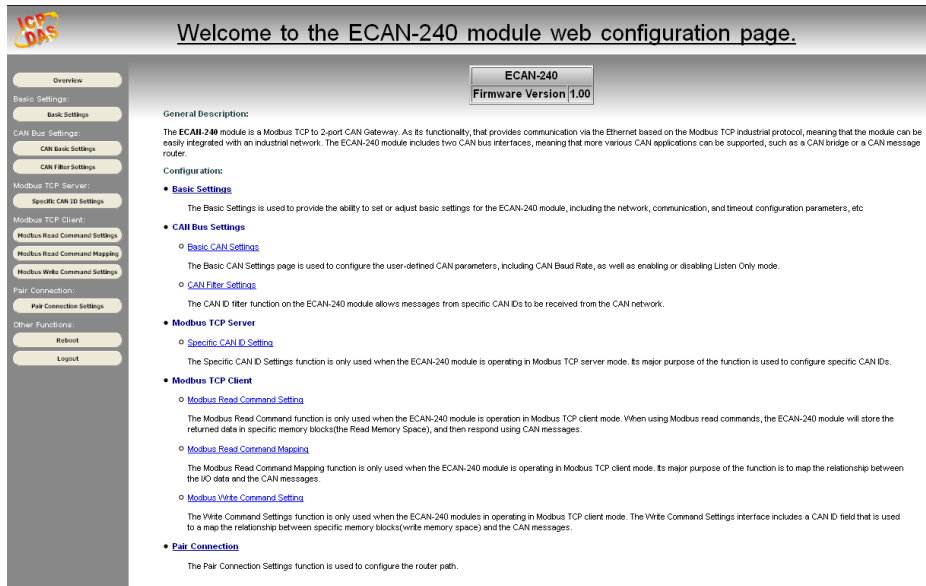 ICP DAS
Welcome to the ECAN-240 module web configuration page.
Overview
Basic Settings:
Basic Settings
CAN Bus Settings:
CAN Basic Settings
CAN Filter Settings
Modbus TCP Server:
Specific CAN ID Settings
Modbus TCP Client:
Modbus Read Command Settings
Modbus Read Command Mapping
Modbus Write Command Settings
Pair Connection:
Pair Connection Settings
Other Functions:
Reboot
Logout
ECAN-240
Firmware Version 1.00
General Description:
The ECAN-240 module is a Modbus TCP to 2-port CAN Gateway. As its functionality, that provides communication via the Ethernet based on the Modbus TCP industrial protocol, meaning that the module can be
easily integrated with an industrial network. The ECAN-240 module includes two CAN bus interfaces, meaning that more various CAN applications can be supported, such as a CAN bridge or a CAN message
router.
Configuration:
Basic Settings
The Basic Settings is used to provide the ability to set or adjust basic settings for the ECAN-240 module, including the network, communication, and timeout configuration parameters, etc
CAN Bus Settings
Basic CAN Settings
The Basic CAN Settings page is used to configure the user-defined CAN parameters, including CAN Baud Rate, as well as enabling or disabling Listen Only mode.
CAN Filter Settings
The CAN ID filter function on the ECAN-240 module allows messages from specific CAN IDs to be received from the CAN network.
Modbus TCP Server
Specific CAN ID Setting
The Specific CAN ID Settings function is only used when the ECAN-240 module is operating in Modbus TCP server mode. Its major purpose of the function is used to configure specific CAN IDs.
Modbus TCP Client
Modbus Read Command Setting
The Modbus Read Command function is only used when the ECAN-240 module is operation in Modbus TCP client mode. When using Modbus read commands, the ECAN-240 module will store the
returned data in specific memory blocks(the Read Memory Space), and then respond using CAN messages.
Modbus Read Command Mapping
The Modbus Read Command Mapping function is only used when the ECAN-240 module is operating in Modbus TCP client mode. Its major purpose of the function is to map the relationship between
the I/O data and the CAN messages.
Modbus Write Command Setting
The Write Command Settings function is only used when the ECAN-240 modules in operating in Modbus TCP client mode. The Write Command Settings interface includes a CAN ID field that is used
to a map the relationship between specific memory blocks(write memory space) and the CAN messages.
Pair Connection
The Pair Connection Settings function is used to configure the router path.